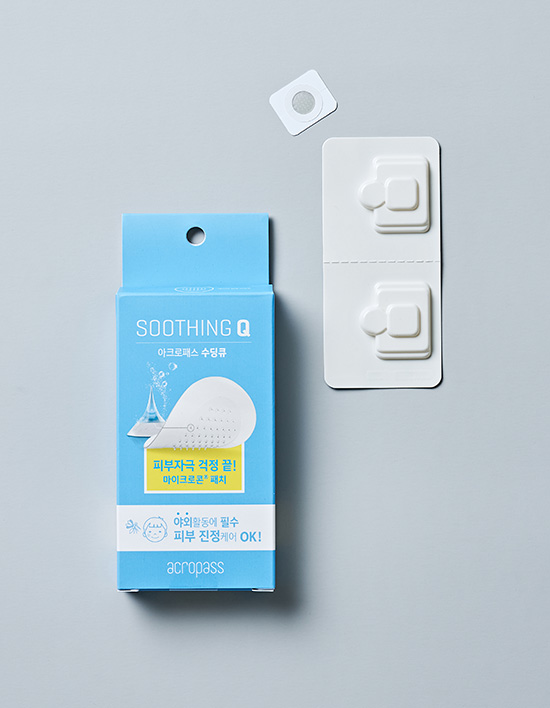 SOOTHING Q
아크로패스 수딩큐
피부자극 걱정 끝!
마이크로콘® 패치
야외활동에 필수
피부 진정케어 OK!
acropass